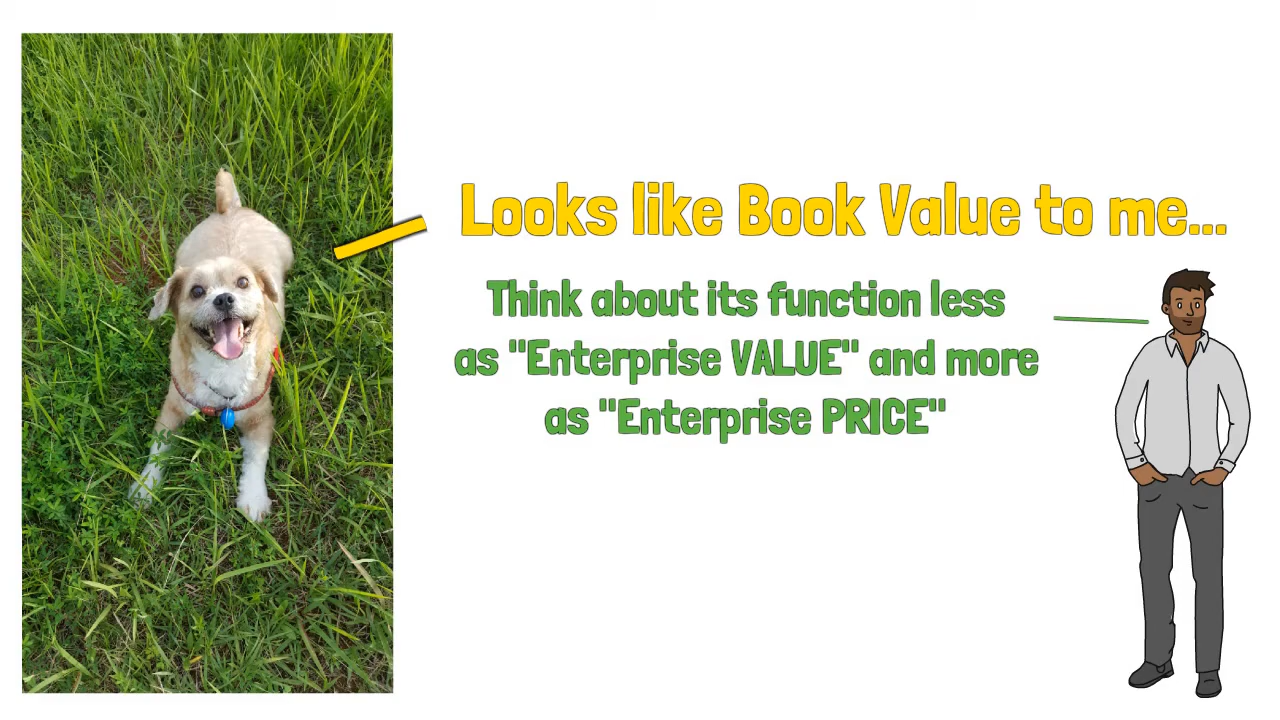 Looks like Book Value to me...
Think about its function less
as "Enterprise VALUE" and more
as "Enterprise PRICE"